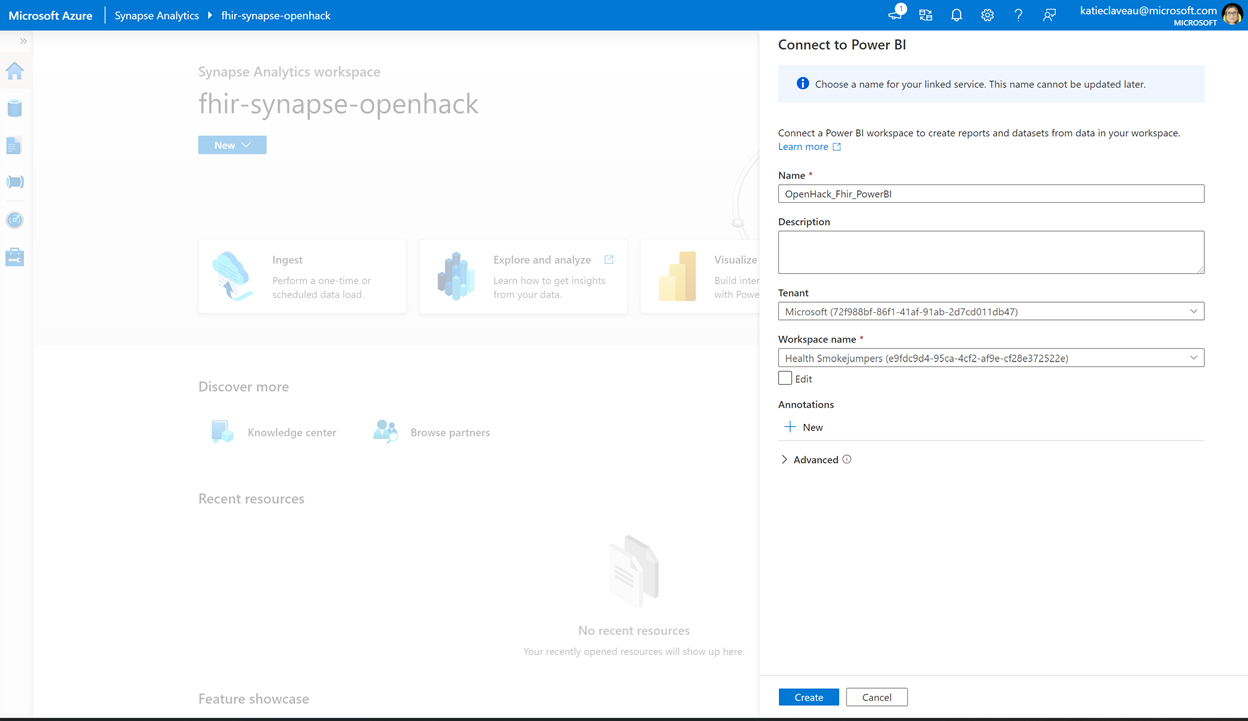 Microsoft Azure
Synapse Analytics
fhir-synapse-openhack
1
katieclaveau@microsoft.com
MICROSOFT
Synapse Analytics workspace
fhir-synapse-openhack
New
Ingest
Perform a one-time or
scheduled data load.
Explore and analyze
Learn how to get insights
from your data.
Visualize
Build inter
with Powe
Discover more
Knowledge center
Browse partners
Recent resources
No recent resources
Your recently opened resources will show up here.
Feature showcase
Connect to Power BI
Choose a name for your linked service. This name cannot be updated later.
Connect a Power BI workspace to create reports and datasets from data in your workspace.
Learn more
Name *
OpenHack_Fhir_PowerBI
Description
Tenant
Microsoft (72f988bf-86f1-41af-91ab-2d7cd011db47)
Workspace name *
Health Smokejumpers (e9fdc9d4-95ca-4cf2-af9e-cf28e372522e)
Edit
Annotations
New
Advanced
Create
Cancel